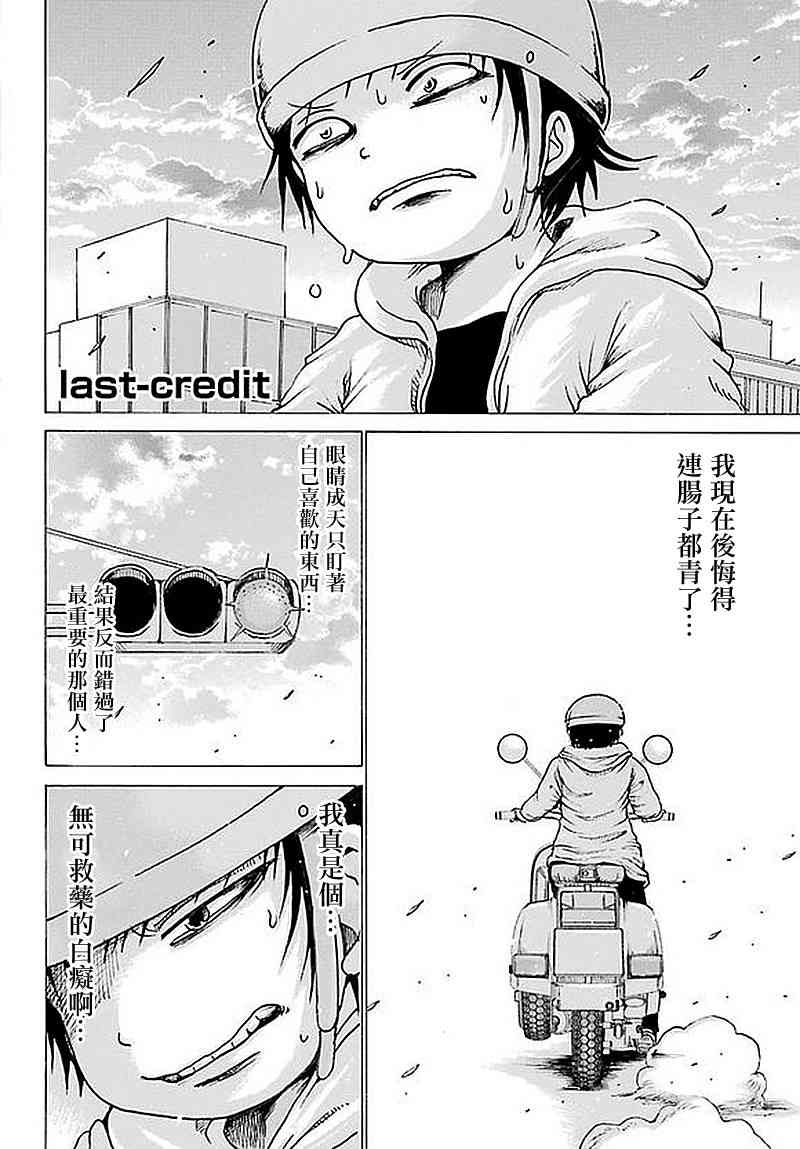 last-credit
我現在後悔得
連腸子都青了…
眼睛成天只盯著
自己喜歡的東西…
結果反而錯過了
最重要的那個人…
我真是個…
無可救藥的白癡啊…